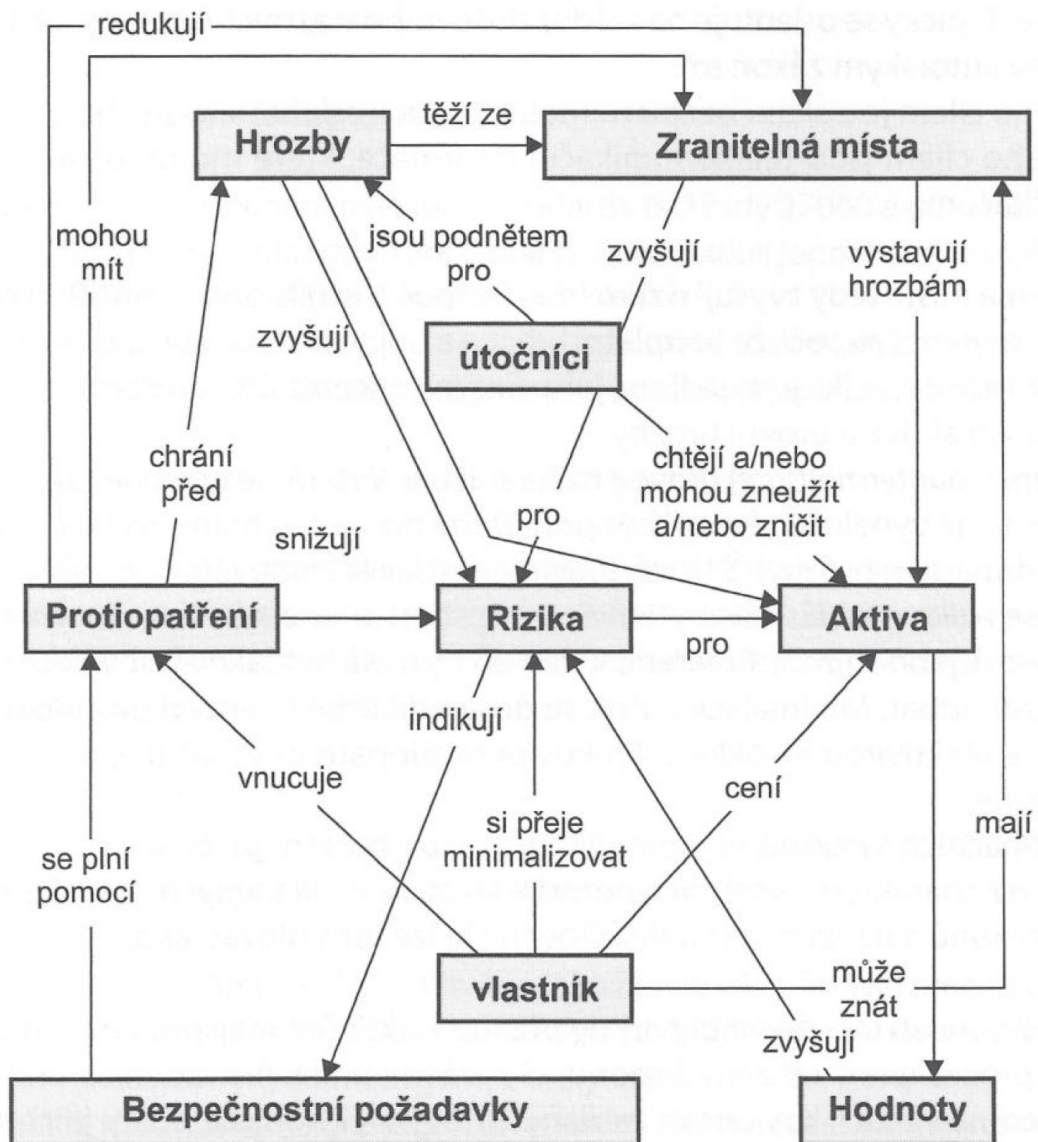 redukují
těží ze
Hrozby
Zranitelná místa
mohou
mít
jsou podnětem
pro
zvyšují
vystavují
hrozbám
zvyšují
útočníci
chrání
před
chtějí a/nebo
mohou zneužít
a/nebo zničit
pro
snižují
Protiopatření
Rizika
Aktiva
pro
indikují
vnucuje
cení
si přeje
minimalizovat
mají
se plní
pomocí
vlastník
může
znát
zvyšují
Bezpečnostní požadavky
Hodnoty